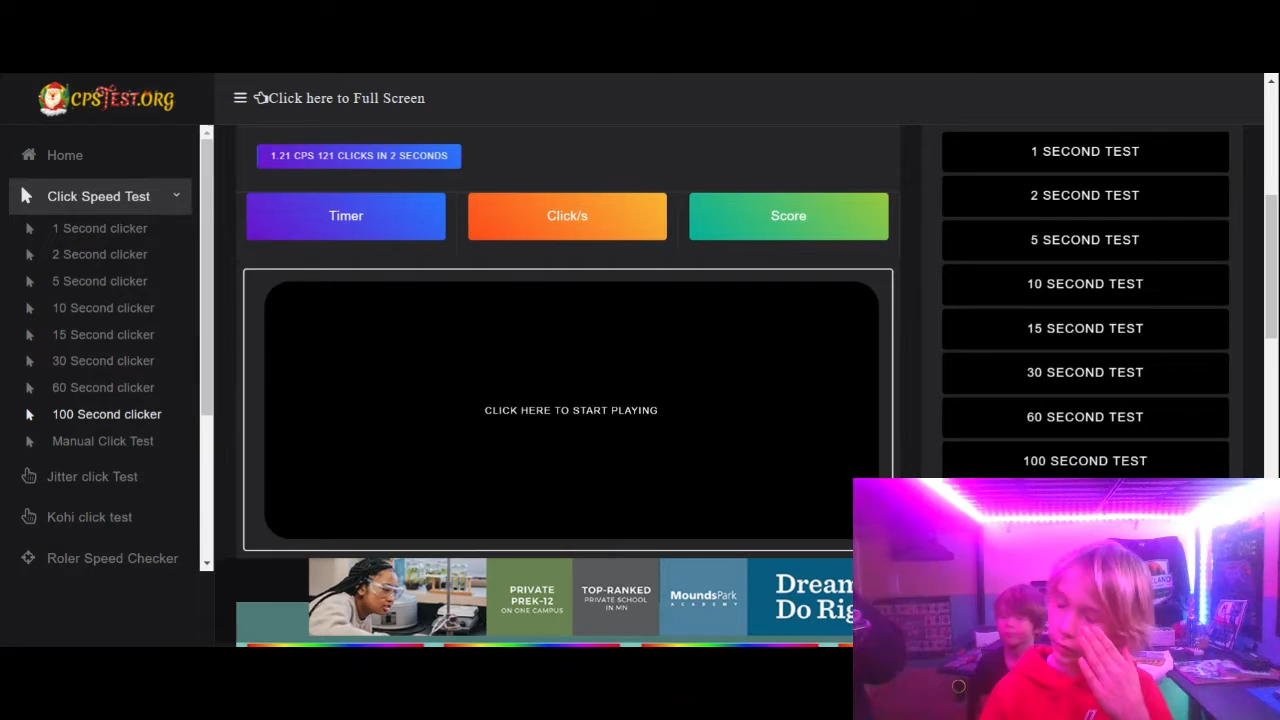 CPSTEST.ORG
Click here to Full Screen
Home
Click Speed Test
1 Second clicker
2 Second clicker
5 Second clicker
10 Second clicker
15 Second clicker
30 Second clicker
60 Second clicker
100 Second clicker
Manual Click Test
Jitter click Test
Kohi click test
Roler Speed Checker
1.21 CPS 121 CLICKS IN 2 SECONDS
Timer
Click/s
Score
CLICK HERE TO START PLAYING
PRIVATE
PREK-12
ON ONE CAMPUS
TOP-RANKED
PRIVATE SCHOOL
IN MN
MoundsPark
ACADEMY
Dream
Do Rig
1 SECOND TEST
2 SECOND TEST
5 SECOND TEST
10 SECOND TEST
15 SECOND TEST
30 SECOND TEST
60 SECOND TEST
100 SECOND TEST